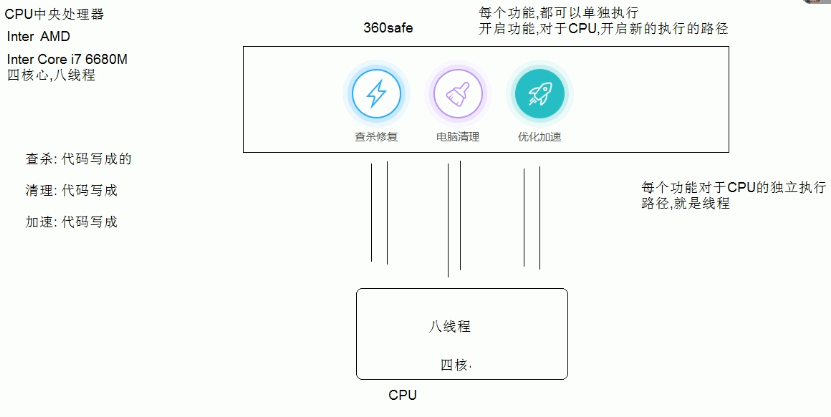 CPU中央处理器
Inter AMD
Inter Core i7 6680M
四核心,八线程
360safe
每个功能,都可以单独执行
开启功能,对于CPU,开启新的执行的路径
查杀修复
电脑清理
优化加速
查杀: 代码写成的
清理: 代码写成
加速: 代码写成
每个功能对于CPU的独立执行
路径,就是线程
八线程
四核.
CPU